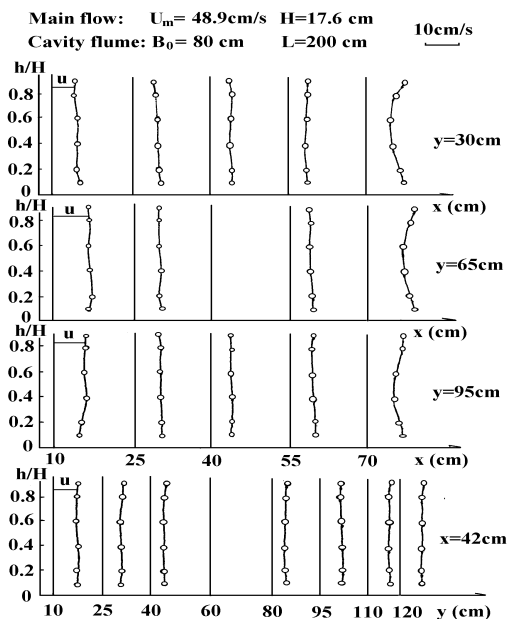 Main flow: Um= 48.9cm/s H=17.6 cm
Cavity flume: B0= 80 cm L=200 cm
10cm/s
h/H
u
0.8
0.6
0.4
0.2
0
y=30cm
x (cm)
h/H
u
0.8
0.6
0.4
0.2
0
y=65cm
x (cm)
h/H
u
0.8
0.6
0.4
0.2
0
y=95cm
10 25 40 55 70 x (cm)
h/H
u
0.8
0.6
0.4
0.2
0
x=42cm
10 25 40 60 80 95 110 120 y (cm)